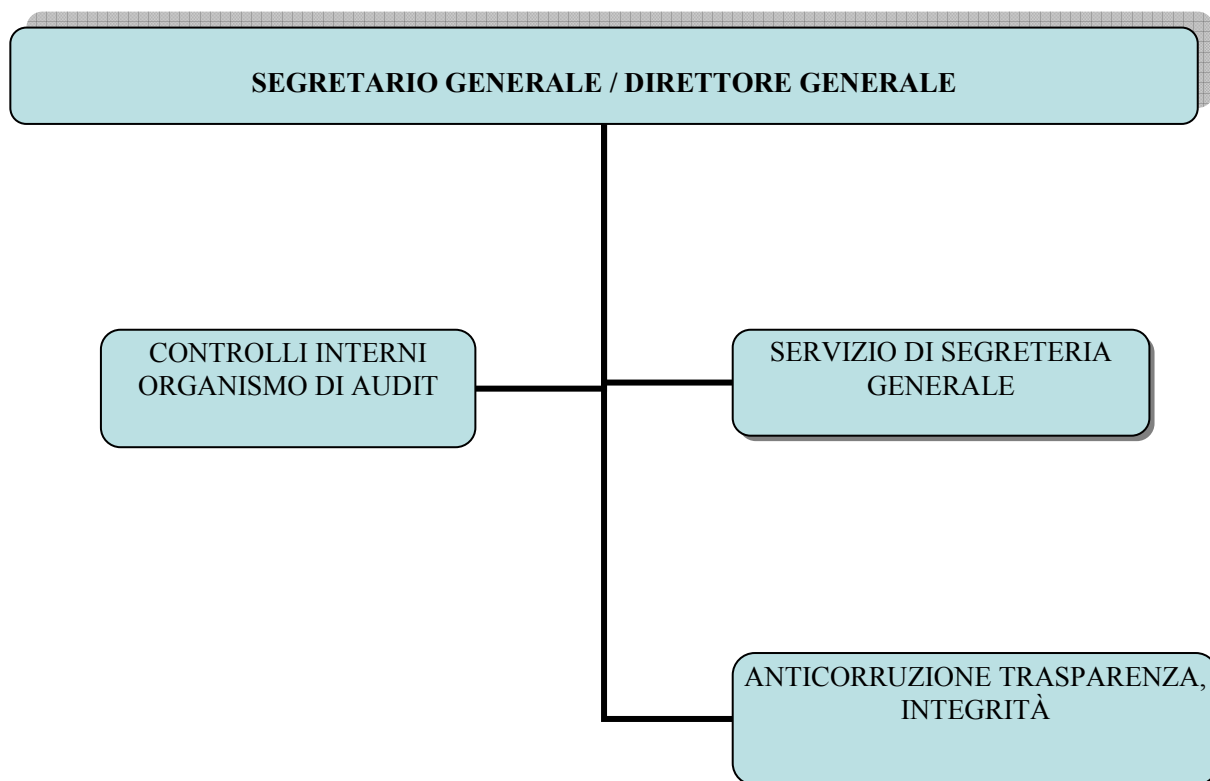 SEGRETARIO GENERALE / DIRETTORE GENERALE
CONTROLLI INTERNI
ORGANISMO DI AUDIT
SERVIZIO DI SEGRETERIA
GENERALE
ANTICORRUZIONE TRASPARENZA,
INTEGRITÀ